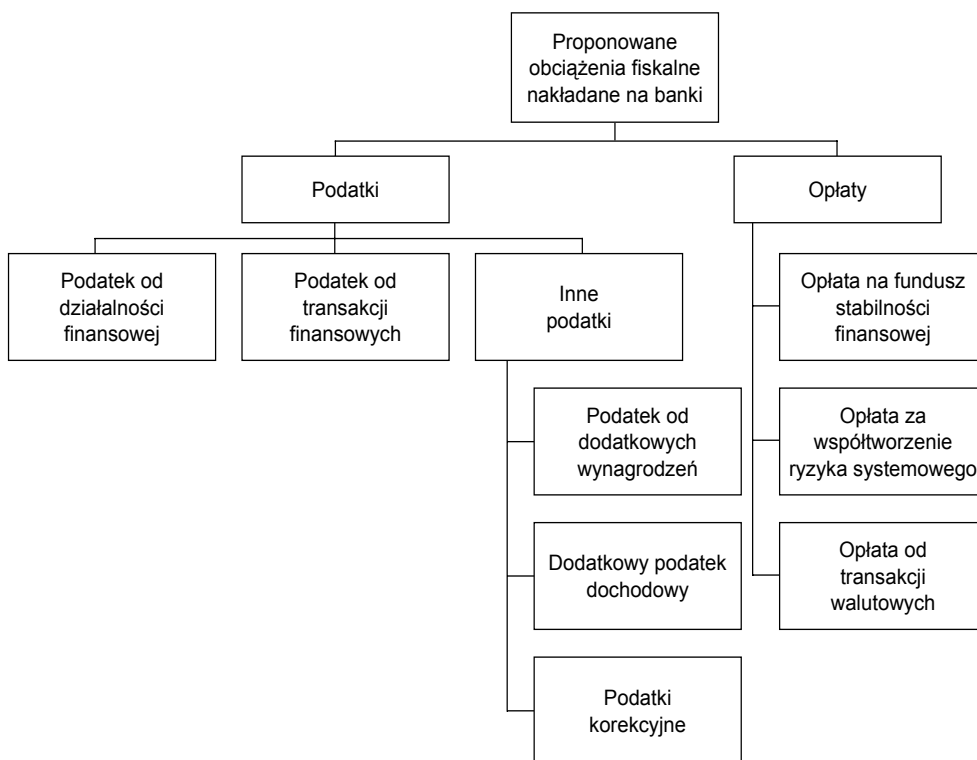 Proponowane
obciążenia fiskalne
nakładane na banki
Podatki
Opłaty
Podatek od
działalności
finansowej
Podatek od
transakcji
finansowych
Inne
podatki
Opłata na fundusz
stabilności
finansowej
Podatek od
dodatkowych
wynagrodzeń
Opłata za
współtworzenie
ryzyka systemowego
Dodatkowy podatek
dochodowy
Opłata od
transakcji
walutowych
Podatki
korekcyjne